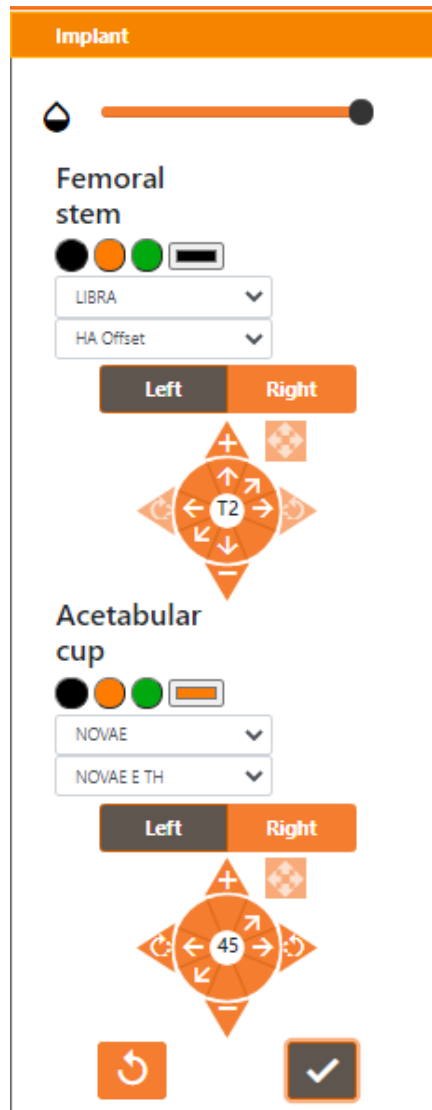 Implant
Femoral
stem
LIBRA
HA Offset
Left Right
+
T2
−
Acetabular
cup
NOVAE
NOVAE E TH
Left Right
+
45
−